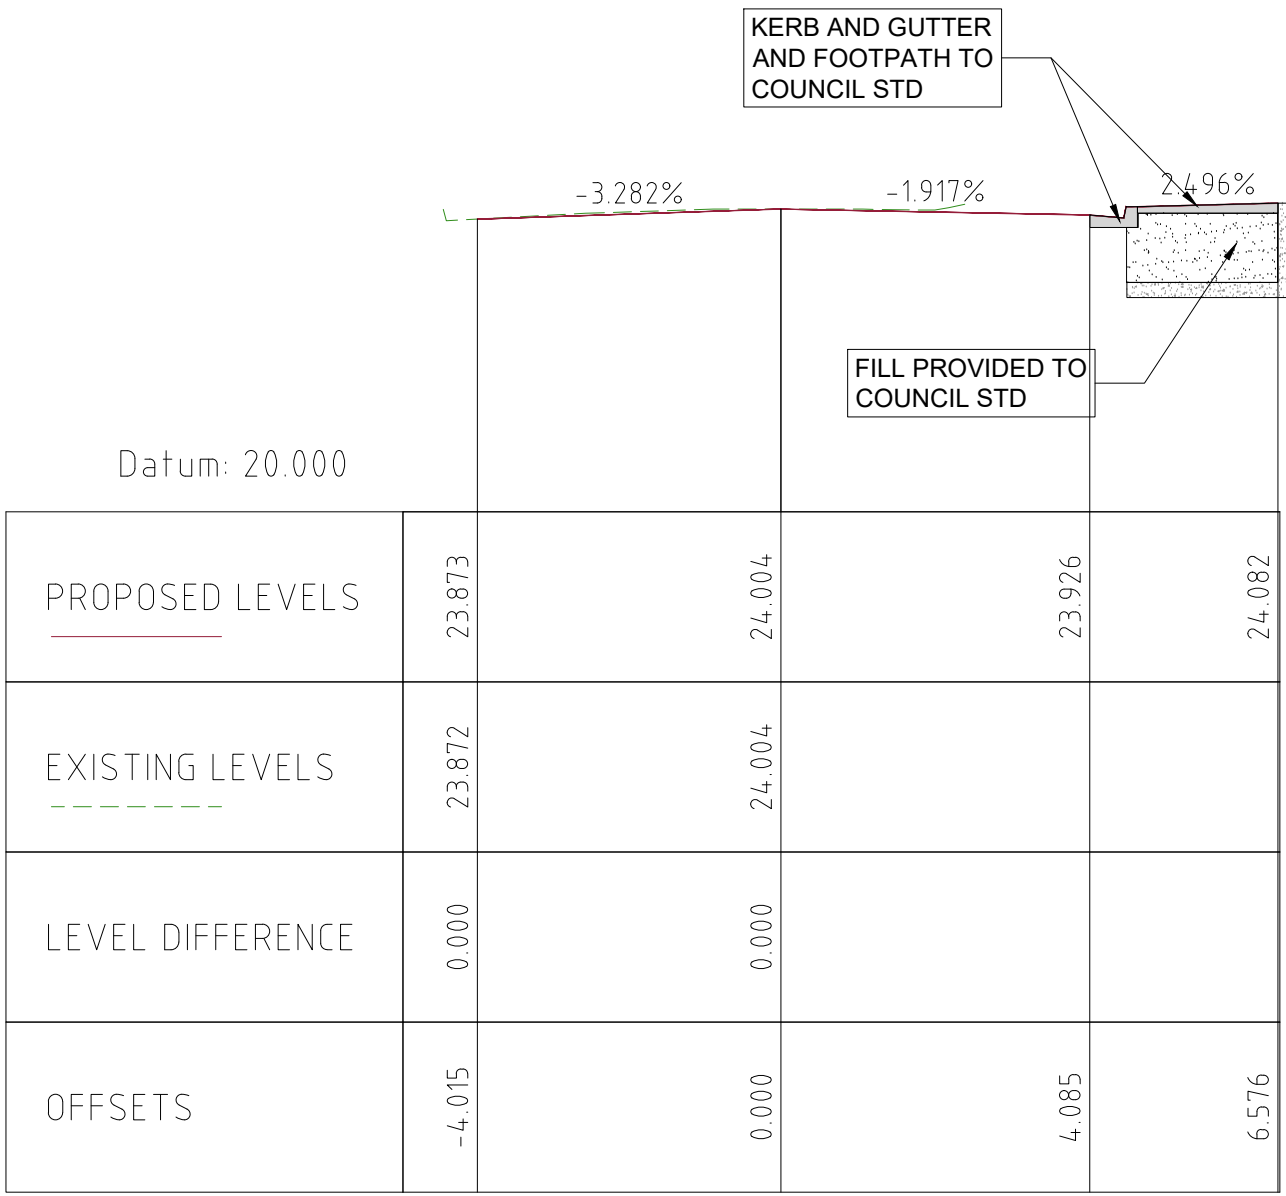 KERB AND GUTTER
AND FOOTPATH TO
COUNCIL STD
-3.282%
-1.917%
2.496%
FILL PROVIDED TO
COUNCIL STD
Datum: 20.000
PROPOSED LEVELS
23.873
24.004
23.926
24.082
EXISTING LEVELS
23.872
24.004
LEVEL DIFFERENCE
0.000
0.000
OFFSETS
-4.015
0.000
4.085
6.576